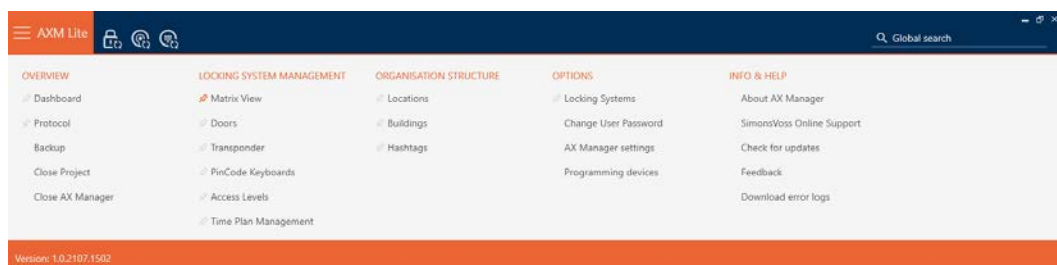 AXM Lite
Global search
OVERVIEW
Dashboard
Protocol
Backup
Close Project
Close AX Manager
LOCKING SYSTEM MANAGEMENT
Matrix View
Doors
Transponder
PinCode Keyboards
Access Levels
Time Plan Management
ORGANISATION STRUCTURE
Locations
Buildings
Hashtags
OPTIONS
Locking Systems
Change User Password
AX Manager settings
Programming devices
INFO & HELP
About AX Manager
SimonsVoss Online Support
Check for updates
Feedback
Download error logs
Version: 1.0.2107.1502